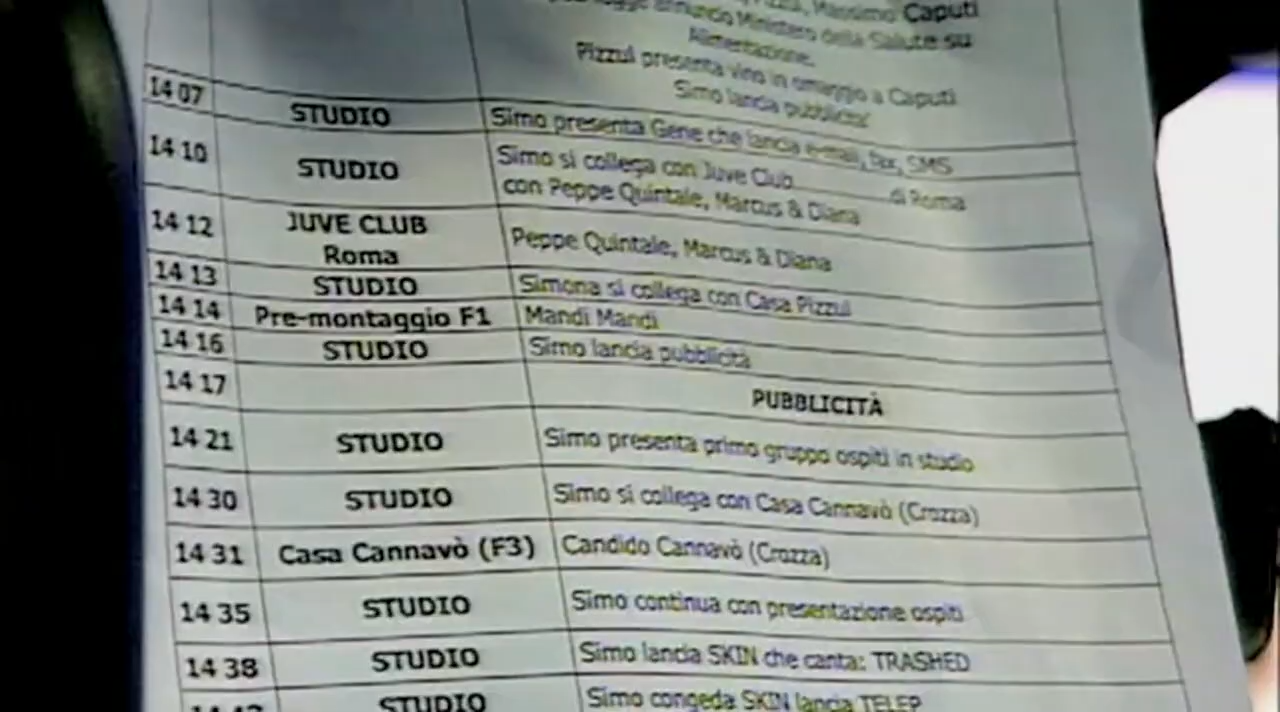 Massimo Caputi
annuncio Ministero della Salute su
Alimentazione.
Pizzul presenta vino in omaggio a Caputi
Simo lancia pubblicità
14 07 STUDIO Simo presenta Gene che lancia e-mail, fax, SMS
14 10 STUDIO Simo si collega con Juve Club..............di Roma
con Peppe Quintale, Marcus & Diana
14 12 JUVE CLUB
Roma Peppe Quintale, Marcus & Diana
14 13 STUDIO Simona si collega con Casa Pizzul
14 14 Pre-montaggio F1 Mandi Mandi
14 16 STUDIO Simo lancia pubblicità
14 17 PUBBLICITÀ
14 21 STUDIO Simo presenta primo gruppo ospiti in studio
14 30 STUDIO Simo si collega con Casa Cannavò (Crozza)
14 31 Casa Cannavò (F3) Candido Cannavò (Crozza)
14 35 STUDIO Simo continua con presentazione ospiti
14 38 STUDIO Simo lancia SKIN che canta: TRASHED
STUDIO Simo congeda SKIN lancia TELEP